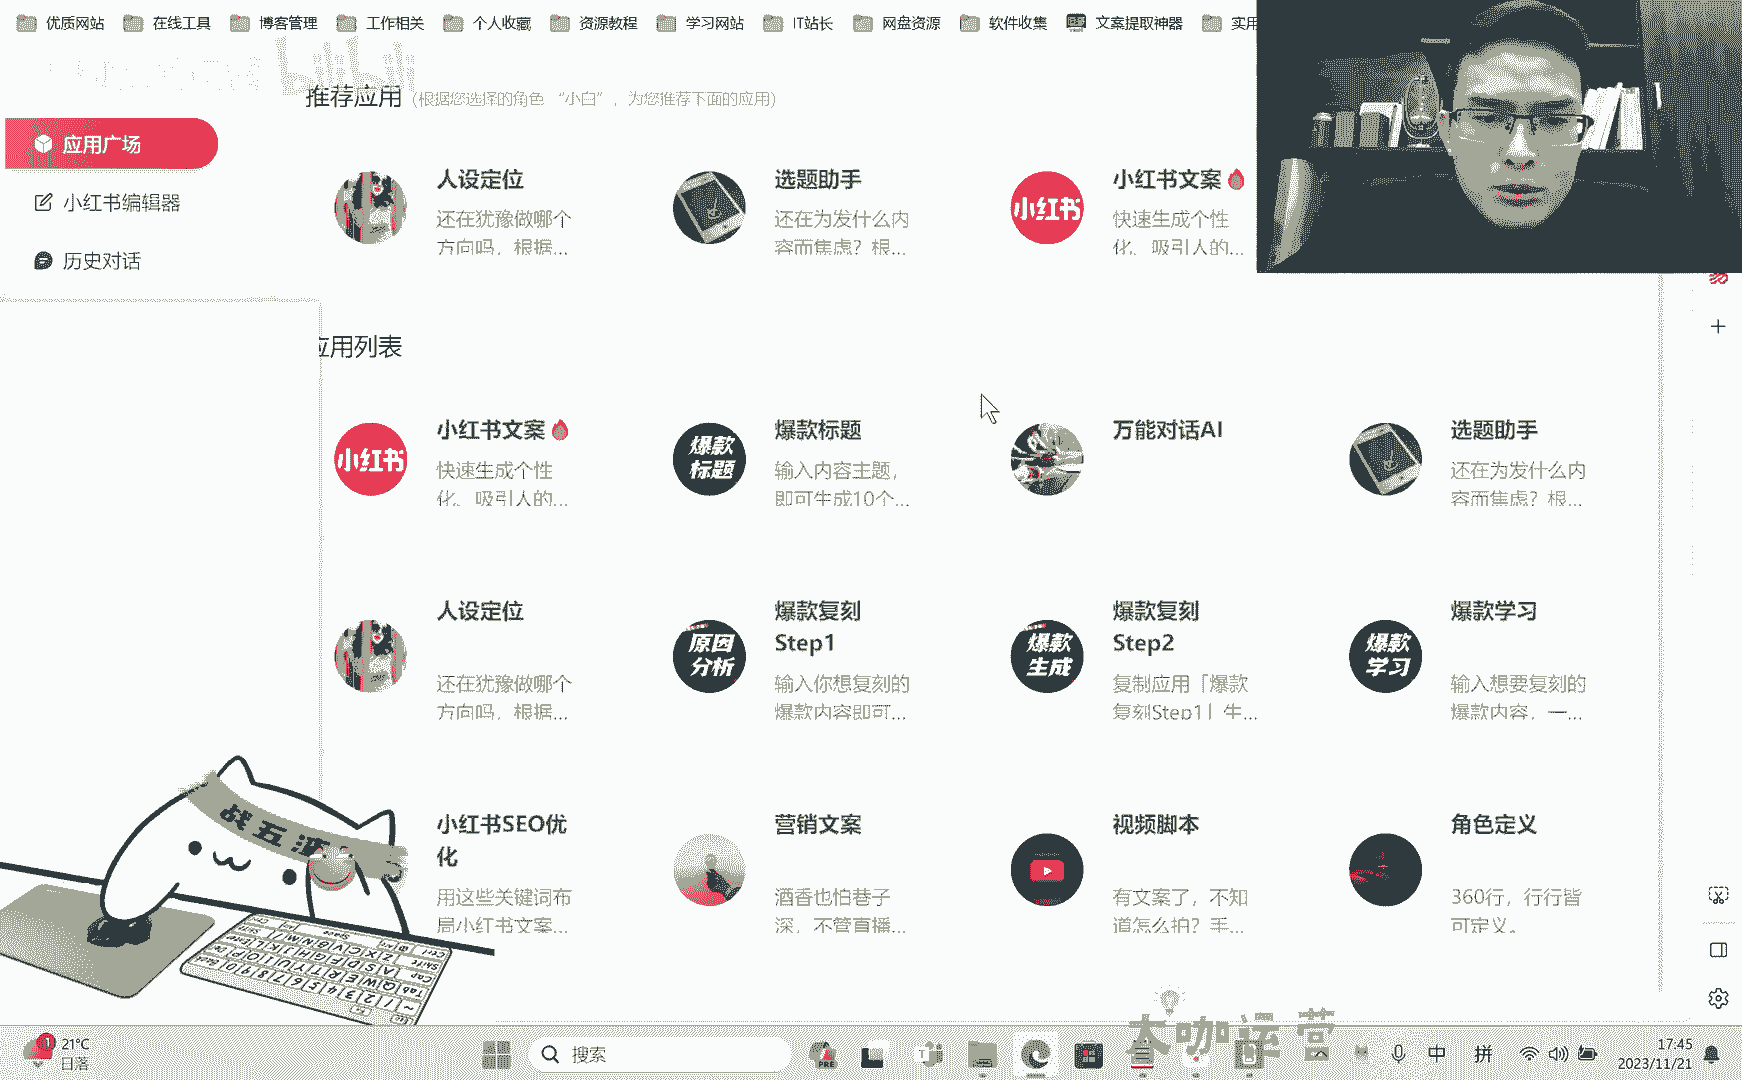 优质网站 在线工具 博客管理 工作相关 个人收藏 资源教程 学习网站 IT站长 网盘资源 软件收集 文案提取神器 实用
bilibili
推荐应用 (根据您选择的角色 “小白”，为您推荐下面的应用)
应用广场
小红书编辑器
历史对话
人设定位
还在犹豫做哪个
方向吗，根据...
选题助手
还在为发什么内
容而焦虑？根...
小红书
小红书文案
快速生成个性
化、吸引人的...
应用列表
小红书
小红书文案
快速生成个性
化、吸引人的...
爆款
标题
爆款标题
输入内容主题，
即可生成10个...
万能对话AI
选题助手
还在为发什么内
容而焦虑？根...
人设定位
还在犹豫做哪个
方向吗，根据...
原因
分析
爆款复刻
Step1
输入你想复刻的
爆款内容即可...
爆款
生成
爆款复刻
Step2
复制应用「爆款
复刻Step1」生...
爆款
学习
爆款学习
输入想要复刻的
爆款内容，一...
小红书SEO优
化
用这些关键词布
局小红书文案...
营销文案
酒香也怕巷子
深，不管直播...
视频脚本
有文案了，不知
道怎么拍？手...
角色定义
360行，行行皆
可定义。
战五渣
大咖运营
21°C
日落
搜索
PRE
中
拼
17:45
2023/11/21